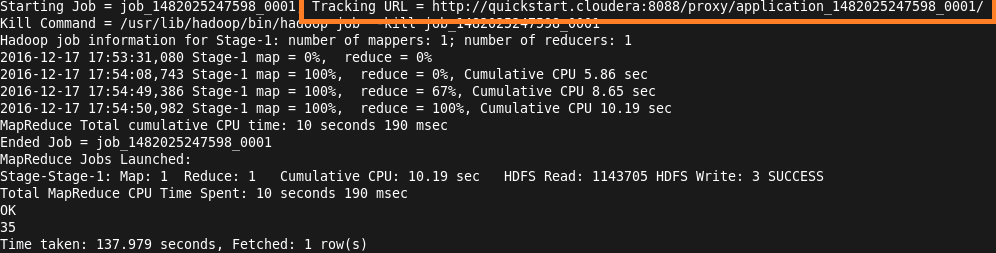 Starting Job = job_1482025247598_0001 Tracking URL = http://quickstart.cloudera:8088/proxy/application_1482025247598_0001/
Kill Command = /usr/lib/hadoop/bin/hadoop job -kill job_1482025247598_0001
Hadoop job information for Stage-1: number of mappers: 1; number of reducers: 1
2016-12-17 17:53:31,080 Stage-1 map = 0%,  reduce = 0%
2016-12-17 17:54:08,743 Stage-1 map = 100%,  reduce = 0%, Cumulative CPU 5.86 sec
2016-12-17 17:54:49,386 Stage-1 map = 100%,  reduce = 67%, Cumulative CPU 8.65 sec
2016-12-17 17:54:50,982 Stage-1 map = 100%,  reduce = 100%, Cumulative CPU 10.19 sec
MapReduce Total cumulative CPU time: 10 seconds 190 msec
Ended Job = job_1482025247598_0001
MapReduce Jobs Launched:
Stage-Stage-1: Map: 1  Reduce: 1   Cumulative CPU: 10.19 sec   HDFS Read: 1143705 HDFS Write: 3 SUCCESS
Total MapReduce CPU Time Spent: 10 seconds 190 msec
OK
35
Time taken: 137.979 seconds, Fetched: 1 row(s)